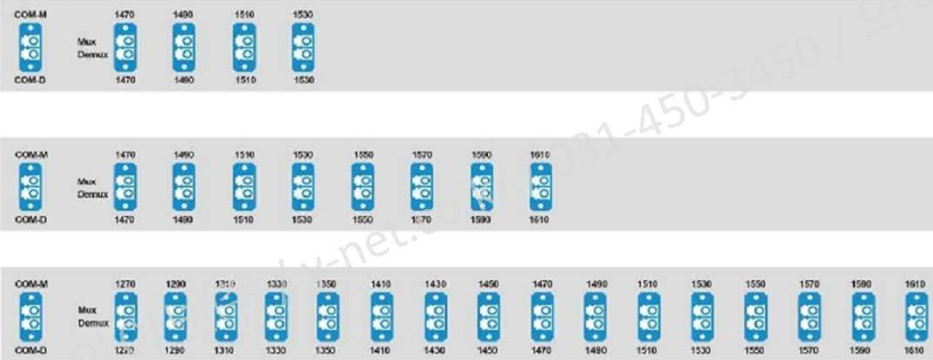 COM-M 1470 1490 1510 1530
Mux
Demux
COM-D 1470 1490 1510 1530
COM-M 1470 1490 1510 1530 1550 1570 1590 1610
Mux
Demux
COM-D 1470 1490 1510 1530 1550 1570 1590 1610
COM-M 1270 1290 1310 1330 1350 1410 1430 1450 1470 1490 1510 1530 1550 1570 1590 1610
Mux
Demux
COM-D 1270 1290 1310 1330 1350 1410 1430 1450 1470 1490 1510 1530 1550 1570 1590 1610
031-450-3450 /